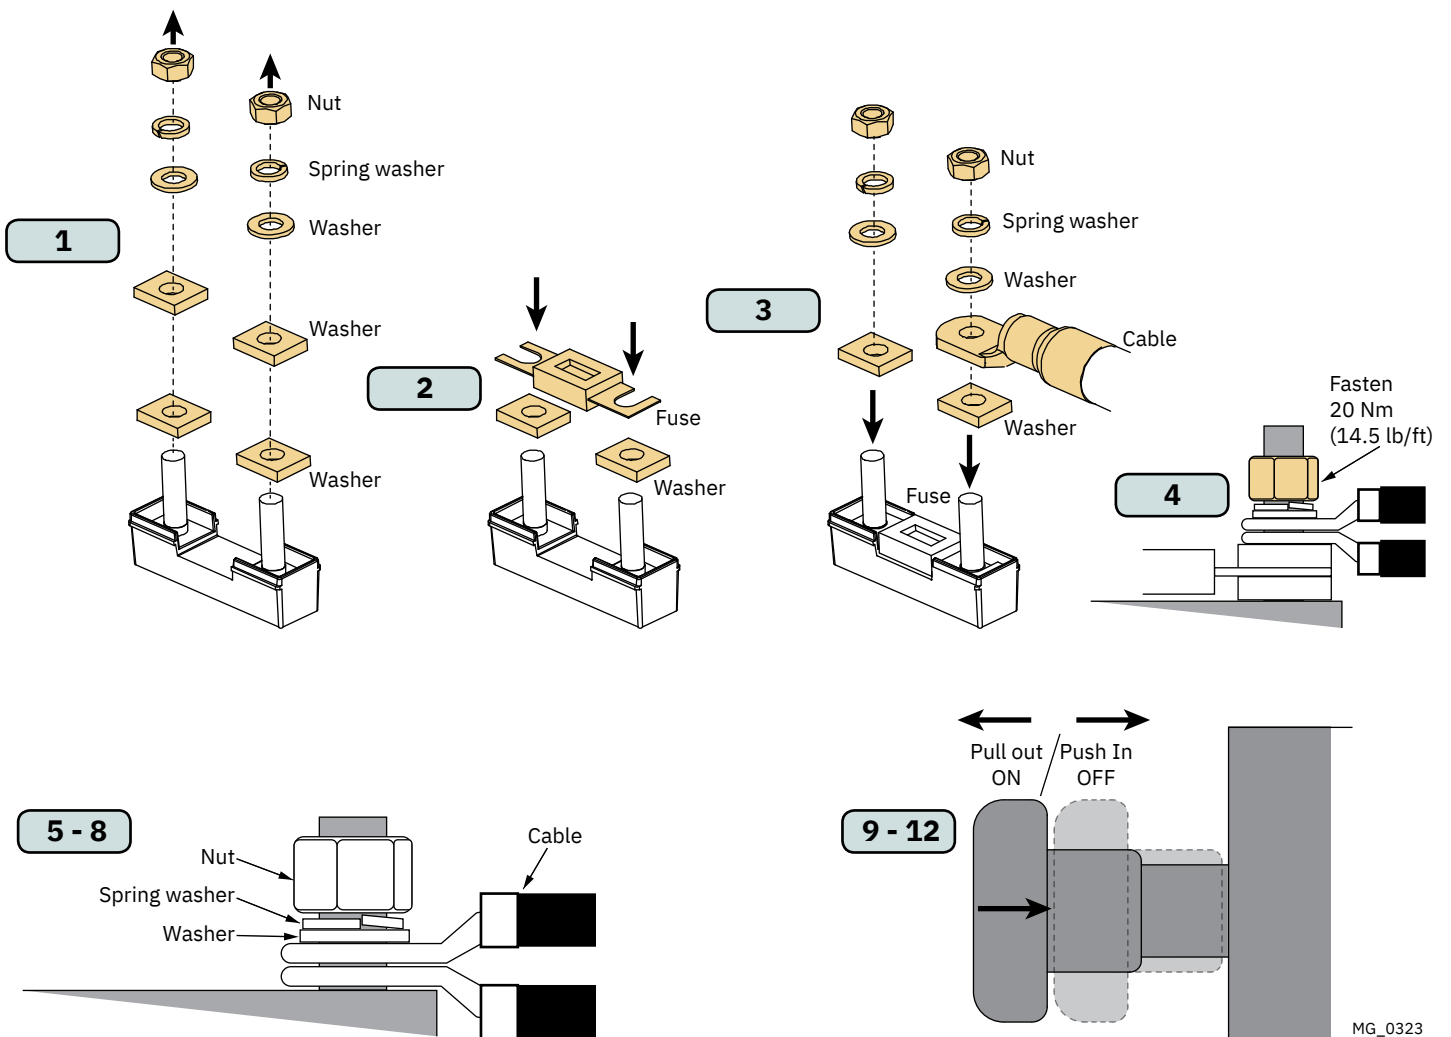 1
Nut
Spring washer
Washer
Washer
Washer
2
Fuse
Washer
3
Nut
Spring washer
Washer
Cable
Washer
Fuse
4
Fasten
20 Nm
(14.5 lb/ft)
5 - 8
Nut
Spring washer
Washer
Cable
9 - 12
Pull out
ON
Push In
OFF
MG_0323